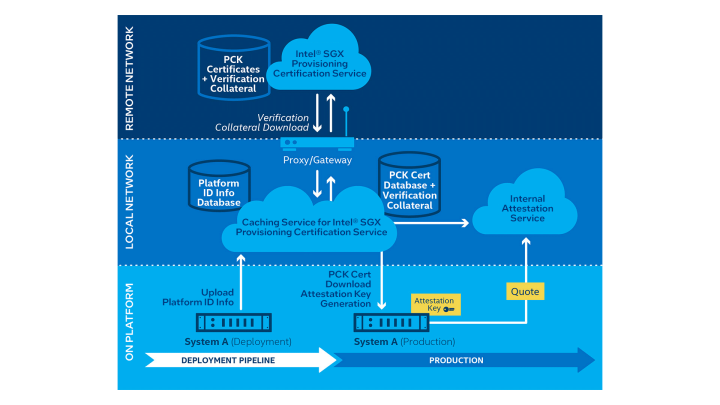 REMOTE NETWORK
PCK
Certificates
+ Verification
Collateral
Intel® SGX
Provisioning
Certification Service
Verification
Collateral Download
LOCAL NETWORK
Proxy/Gateway
Platform
ID Info
Database
PCK Cert
Database +
Verification
Collateral
Internal
Attestation
Service
Caching Service for Intel® SGX
Provisioning Certification Service
ON PLATFORM
Upload
Platform ID Info
PCK Cert
Download
Attestation Key
Generation
Attestation
Key
Quote
System A (Deployment)
System A (Production)
DEPLOYMENT PIPELINE
PRODUCTION